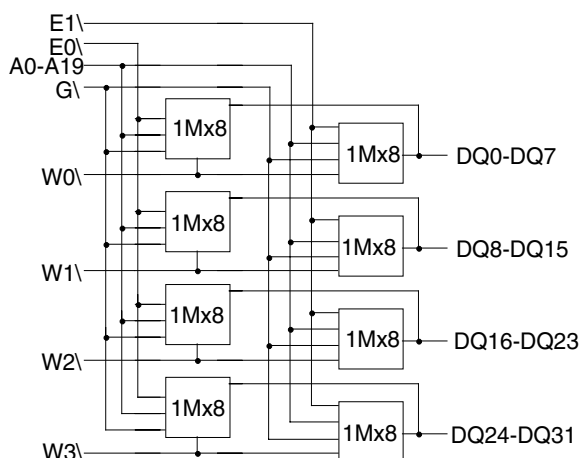 E1\
E0\
A0-A19
G\
1Mx8
1Mx8
DQ0-DQ7
W0\
1Mx8
1Mx8
DQ8-DQ15
W1\
1Mx8
1Mx8
DQ16-DQ23
W2\
1Mx8
1Mx8
DQ24-DQ31
W3\